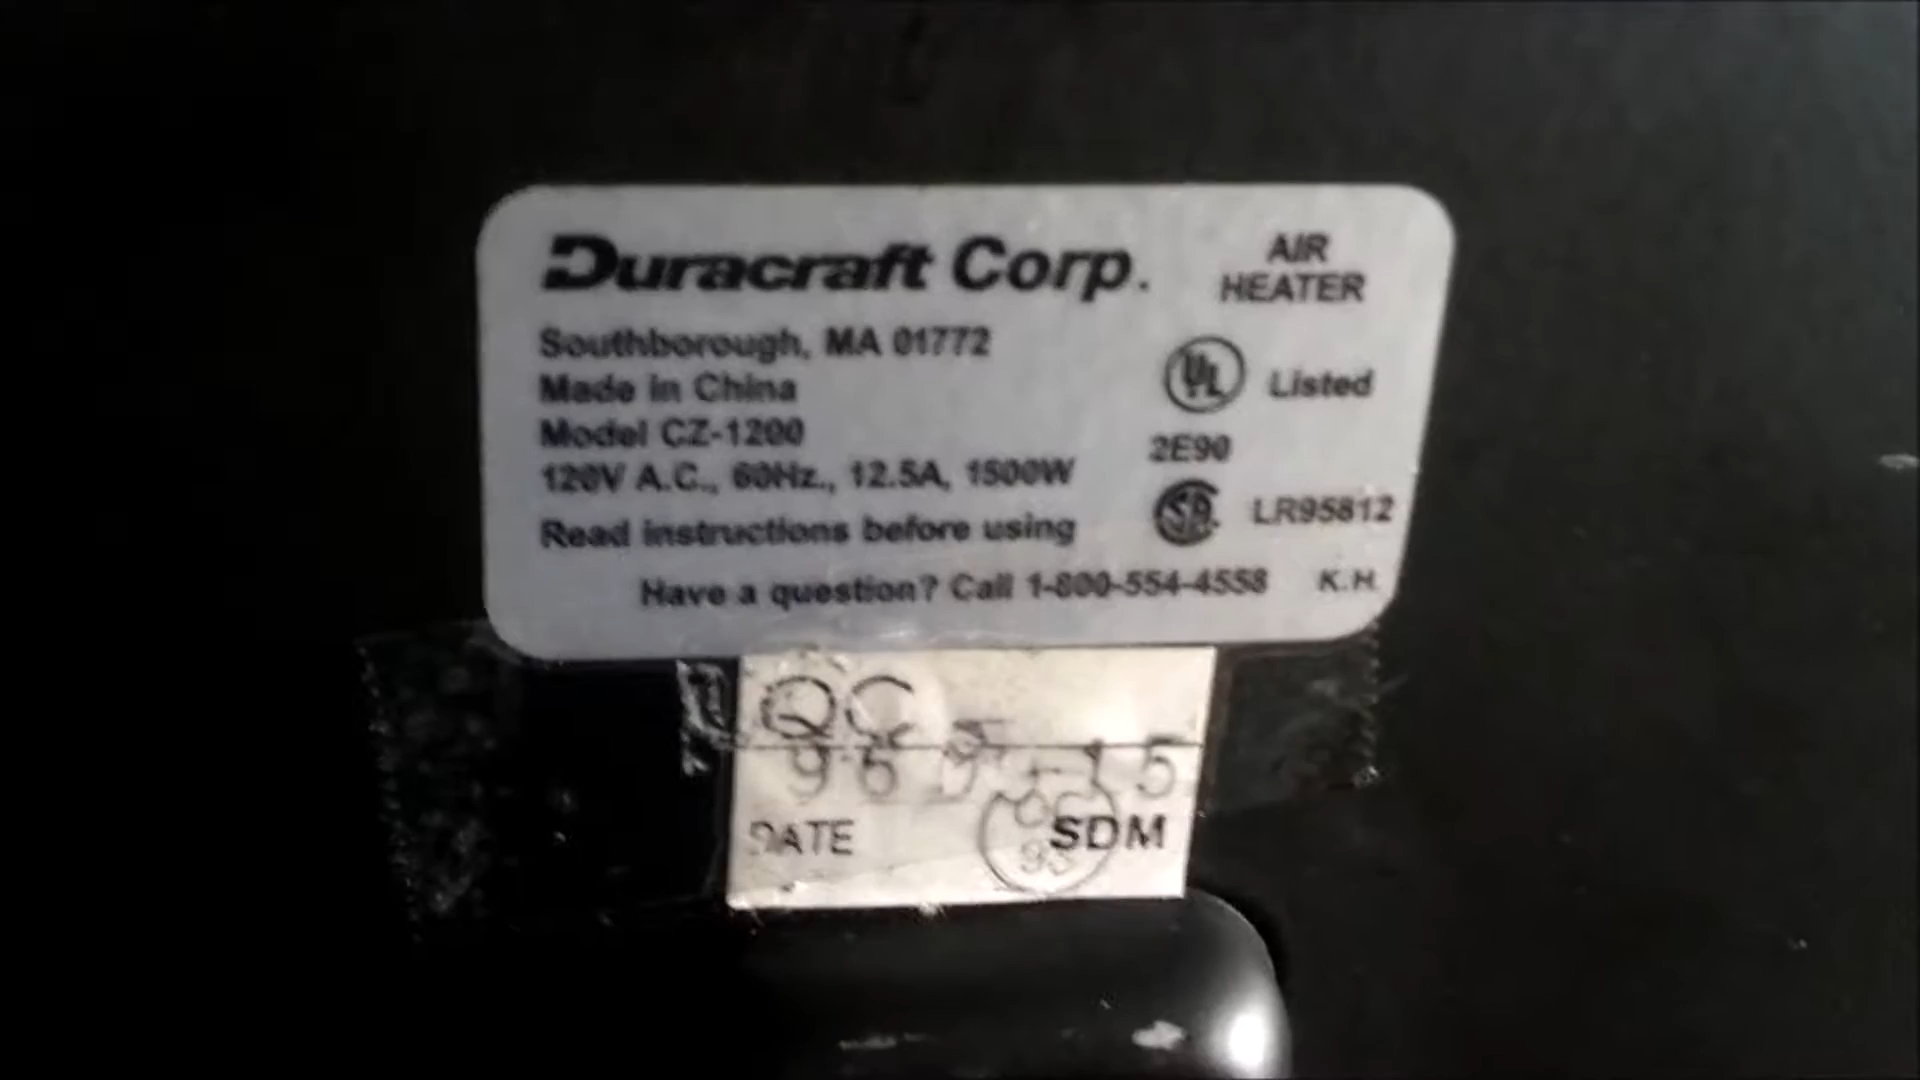 Duracraft Corp.
AIR
HEATER
Southborough, MA 01772
Made in China
Model CZ-1200
120V A.C., 60Hz., 12.5A, 1500W
Read instructions before using
UL Listed
2E90
LR95812
Have a question? Call 1-800-554-4558 K.H.
QC
DATE SDM